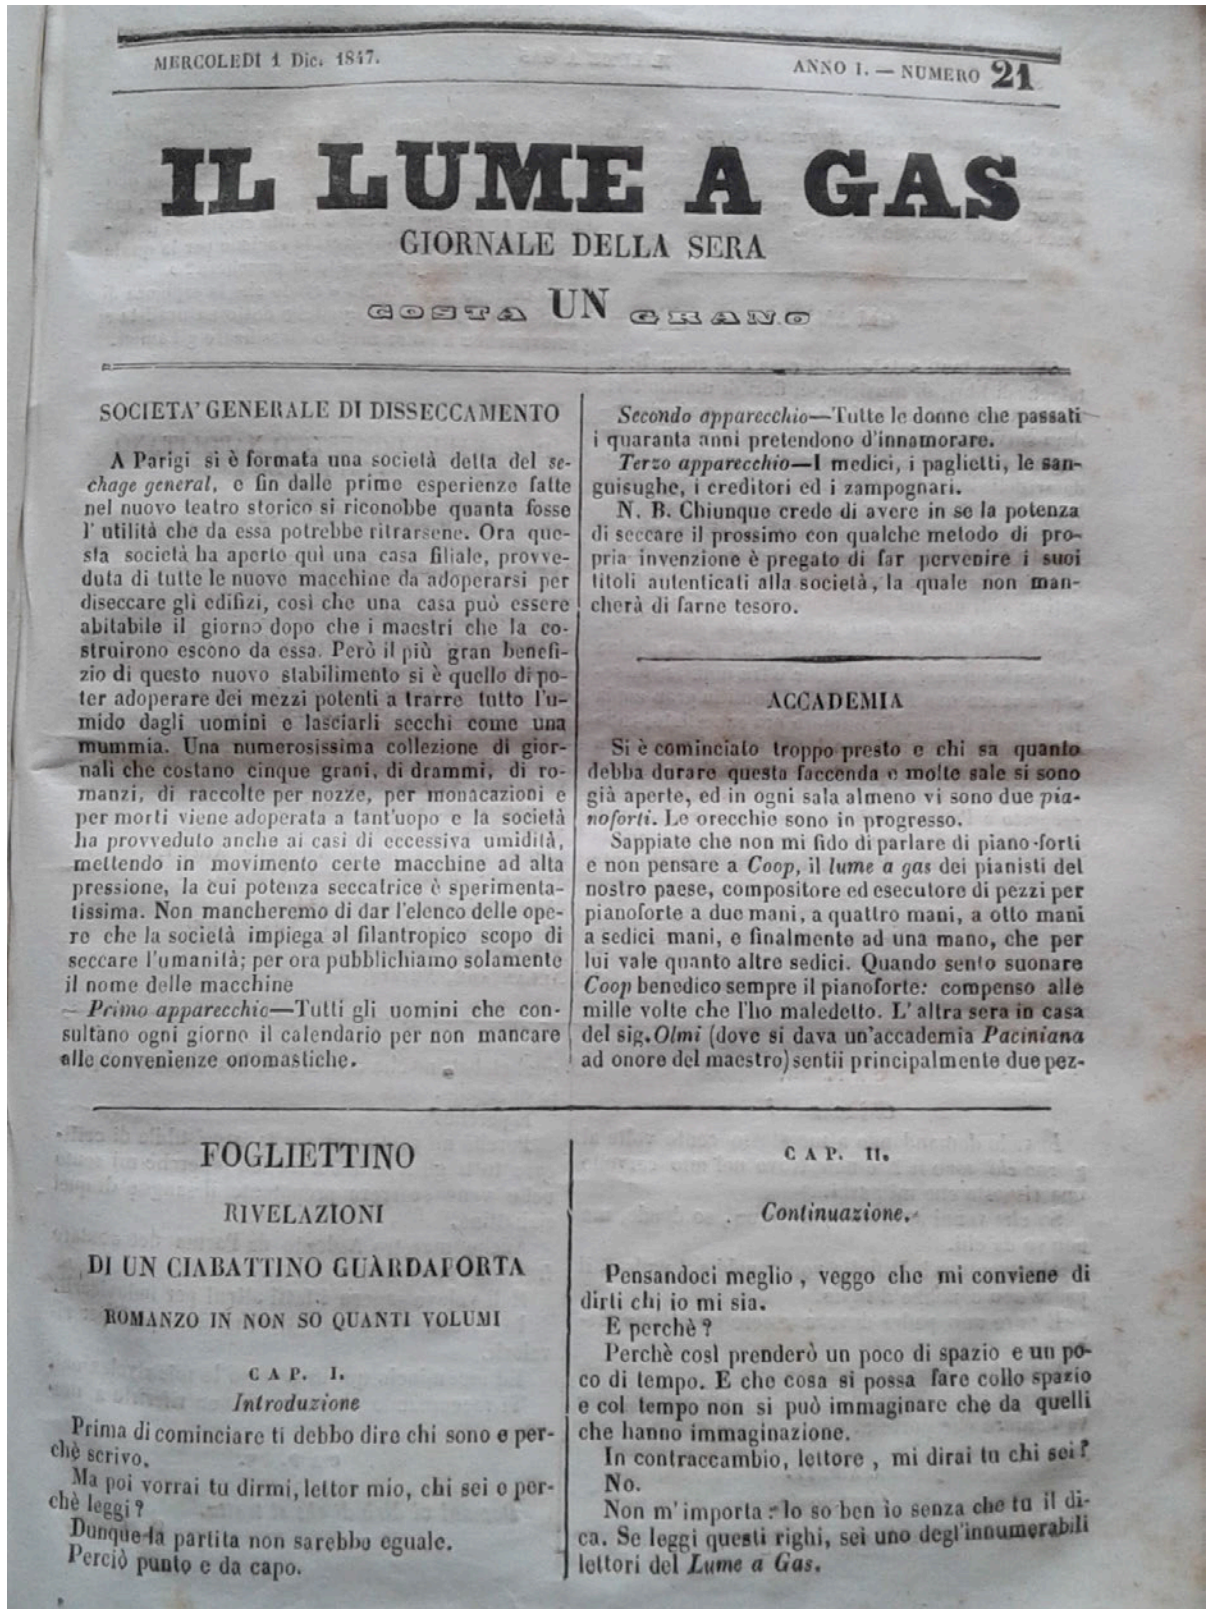 MERCOLEDÌ 1 Dic. 1847.
ANNO I. — NUMERO 21
IL LUME A GAS
GIORNALE DELLA SERA
COSTA UN GRANO
SOCIETA' GENERALE DI DISSECCAMENTO
A Parigi si è formata una società detta del se-
chage general, e fin dalle prime esperienze fatte
nel nuovo teatro storico si riconobbe quanta fosse
l' utilità che da essa potrebbe ritrarsene. Ora que-
sta società ha aperto quì una casa filiale, provve-
duta di tutte le nuove macchine da adoperarsi per
diseccare gli edifizi, così che una casa può essere
abitabile il giorno dopo che i maestri che la co-
struirono escono da essa. Però il più gran benefi-
zio di questo nuovo stabilimento si è quello di po-
ter adoperare dei mezzi potenti a trarre tutto l'u-
mido dagli uomini e lasciarli secchi come una
mummia. Una numerosissima collezione di gior-
nali che costano cinque grani, di drammi, di ro-
manzi, di raccolte per nozze, per monacazioni e
per morti viene adoperata a tant'uopo e la società
ha provveduto anche ai casi di eccessiva umidità,
mettendo in movimento certe macchine ad alta
pressione, la cui potenza seccatrice è sperimenta-
tissima. Non mancheremo di dar l'elenco delle ope-
re che la società impiega al filantropico scopo di
seccare l'umanità; per ora pubblichiamo solamente
il nome delle macchine
— Primo apparecchio—Tutti gli uomini che con-
sultano ogni giorno il calendario per non mancare
alle convenienze onomastiche.
Secondo apparecchio—Tutte le donne che passati
i quaranta anni pretendono d'innamorare.
Terzo apparecchio—I medici, i paglietti, le san-
guisughe, i creditori ed i zampognari.
N. B. Chiunque crede di avere in se la potenza
di seccare il prossimo con qualche metodo di pro-
pria invenzione è pregato di far pervenire i suoi
titoli autenticati alla società, la quale non man-
cherà di farne tesoro.
ACCADEMIA
Si è cominciato troppo presto e chi sa quanto
debba durare questa faccenda e molte sale si sono
già aperte, ed in ogni sala almeno vi sono due pia-
noforti. Le orecchie sono in progresso.
Sappiate che non mi fido di parlare di piano-forti
e non pensare a Coop, il lume a gas dei pianisti del
nostro paese, compositore ed esecutore di pezzi per
pianoforte a due mani, a quattro mani, a otto mani
a sedici mani, e finalmente ad una mano, che per
lui vale quanto altre sedici. Quando sento suonare
Coop benedico sempre il pianoforte: compenso alle
mille volte che l'ho maledetto. L' altra sera in casa
del sig. Olmi (dove si dava un'accademia Paciniana
ad onore del maestro) sentii principalmente due pez-
FOGLIETTINO
RIVELAZIONI
DI UN CIABATTINO GUARDAPORTA
ROMANZO IN NON SO QUANTI VOLUMI
CAP. I.
Introduzione
Prima di cominciare ti debbo dire chi sono e per-
chè scrivo.
Ma poi vorrai tu dirmi, lettor mio, chi sei e per-
chè leggi?
Dunque la partita non sarebbe eguale.
Perciò punto e da capo.
CAP. II.
Continuazione.
Pensandoci meglio, veggo che mi conviene di
dirti chi io mi sia.
E perchè?
Perchè così prenderò un poco di spazio e un po-
co di tempo. E che cosa si possa fare collo spazio
e col tempo non si può immaginare che da quelli
che hanno immaginazione.
In contraccambio, lettore, mi dirai tu chi sei?
No.
Non m' importa: lo so ben io senza che tu il di-
ca. Se leggi questi righi, sei uno degl'innumerabili
lettori del Lume a Gas.